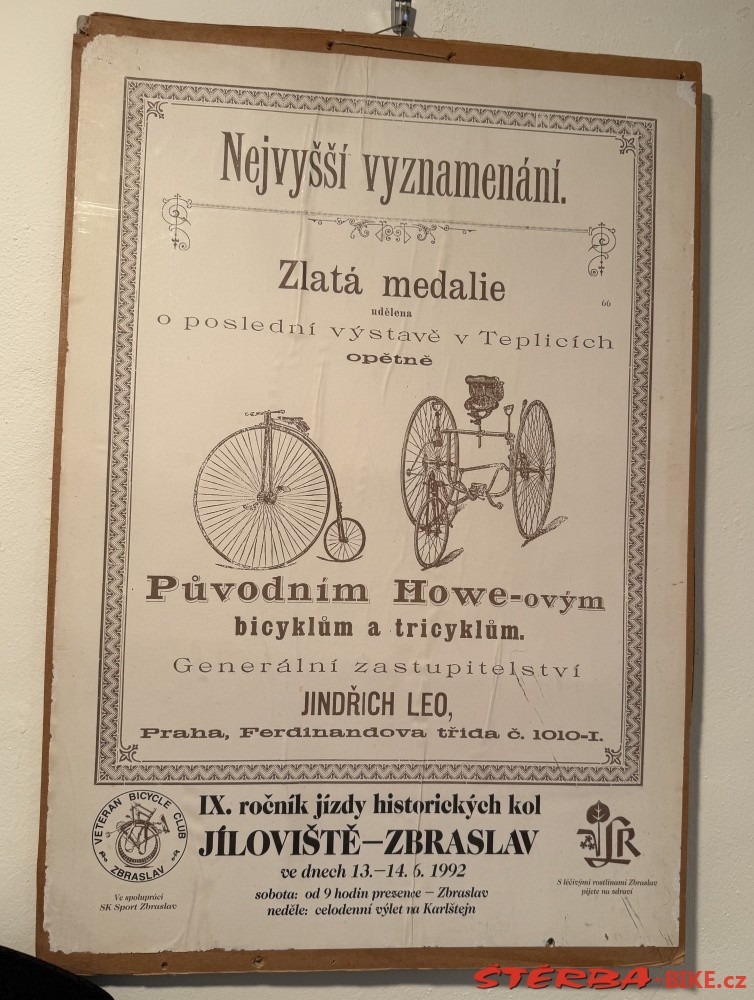 Nejvyšší vyznamenání.
Zlatá medalie
66
udělena
o poslední výstavě v Teplicích
opětně
Původním Howe-ovým
bicyklům a tricyklům.
Generální zastupitelství
JINDŘICH LEO,
Praha, Ferdinandova třída č. 1010-I.
VETERAN BICYCLE CLUB
ZBRASLAV
Ve spolupráci
SK Sport Zbraslav
IX. ročník jízdy historických kol
JÍLOVIŠTĚ—ZBRASLAV
ve dnech 13.—14. 6. 1992
sobota: od 9 hodin prezence — Zbraslav
neděle: celodenní výlet na Karlštejn
S léčivými rostlinami Zbraslav
pijete na zdraví
ŠTĚRBA-BIKE.cz